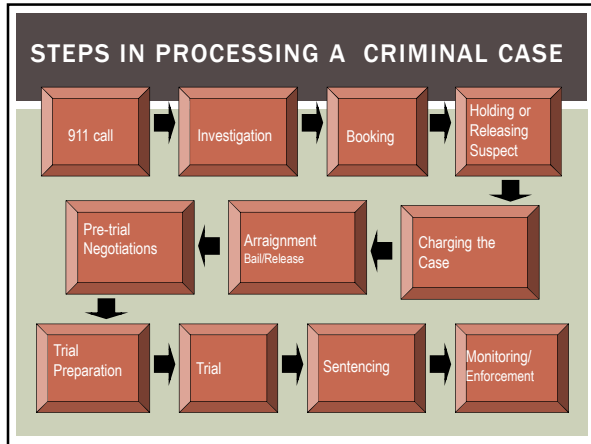 STEPS IN PROCESSING A CRIMINAL CASE
911 call
Investigation
Booking
Holding or
Releasing
Suspect
Charging the
Case
Arraignment
Bail/Release
Pre-trial
Negotiations
Trial
Preparation
Trial
Sentencing
Monitoring/
Enforcement